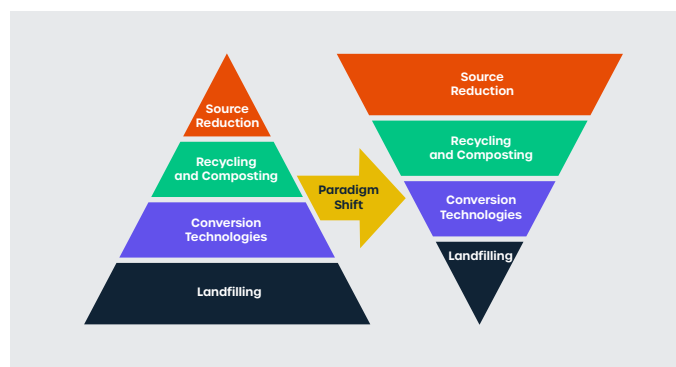 Source
Reduction
Recycling
and Composting
Conversion
Technologies
Landfilling
Paradigm
Shift
Source
Reduction
Recycling
and Composting
Conversion
Technologies
Landfilling